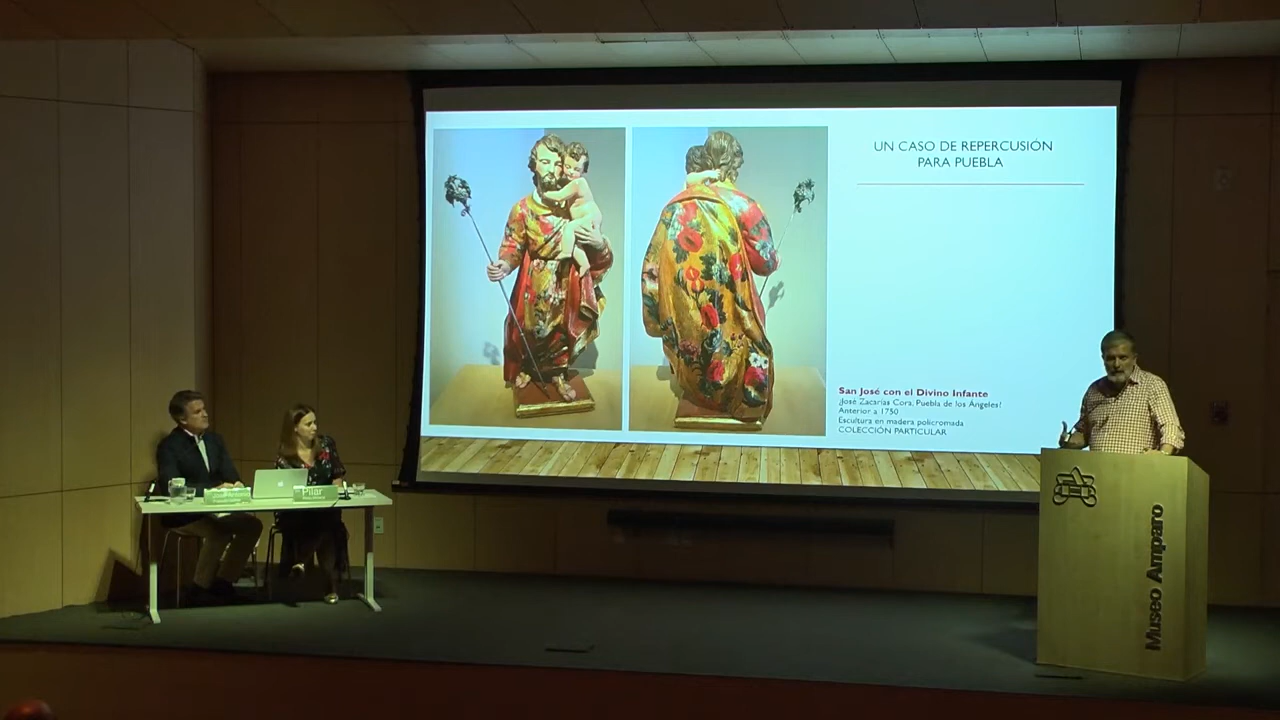 UN CASO DE REPERCUSIÓN
PARA PUEBLA
San José con el Divino Infante
¿José Zacarías Cora, Puebla de los Ángeles?
Anterior a 1750
Escultura en madera policromada
COLECCIÓN PARTICULAR
Pilar
Museo Amparo